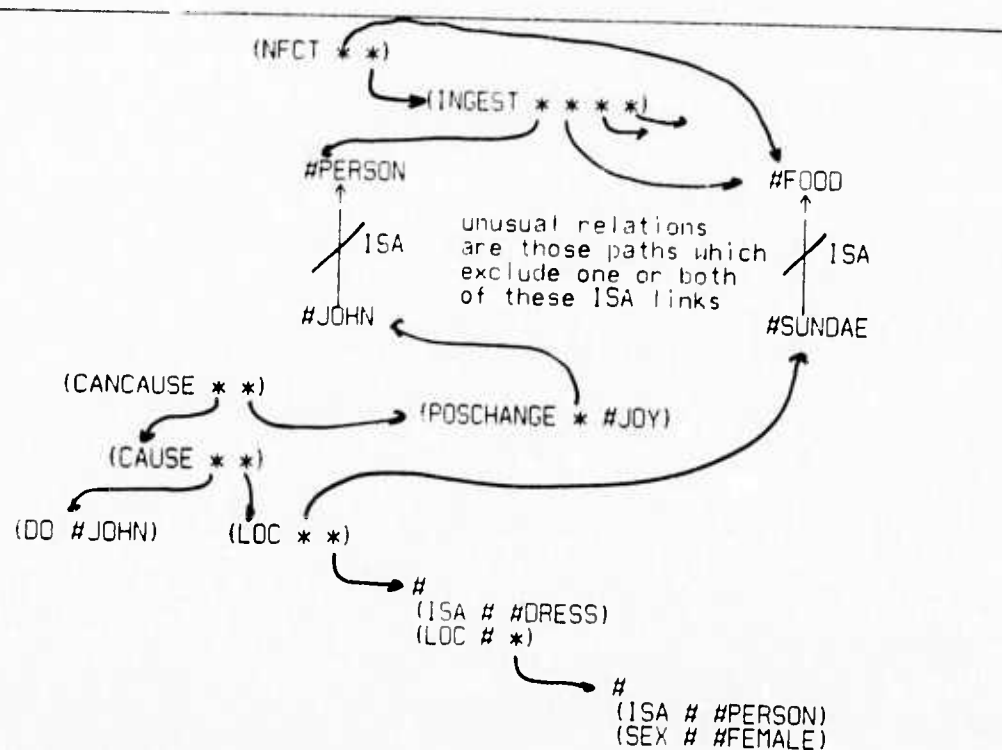 (NFCT * *)
(INGEST * * * *)
#PERSON
#FOOD
unusual relations
are those paths which
exclude one or both
of these ISA links
ISA
ISA
#JOHN
#SUNDAE
(CANCAUSE * *)
(POSCHANGE * #JOY)
(CAUSE * *)
(DO #JOHN)
(LOC * *)
#
(ISA # #DRESS)
(LOC # *)
#
(ISA # #PERSON)
(SEX # #FEMALE)